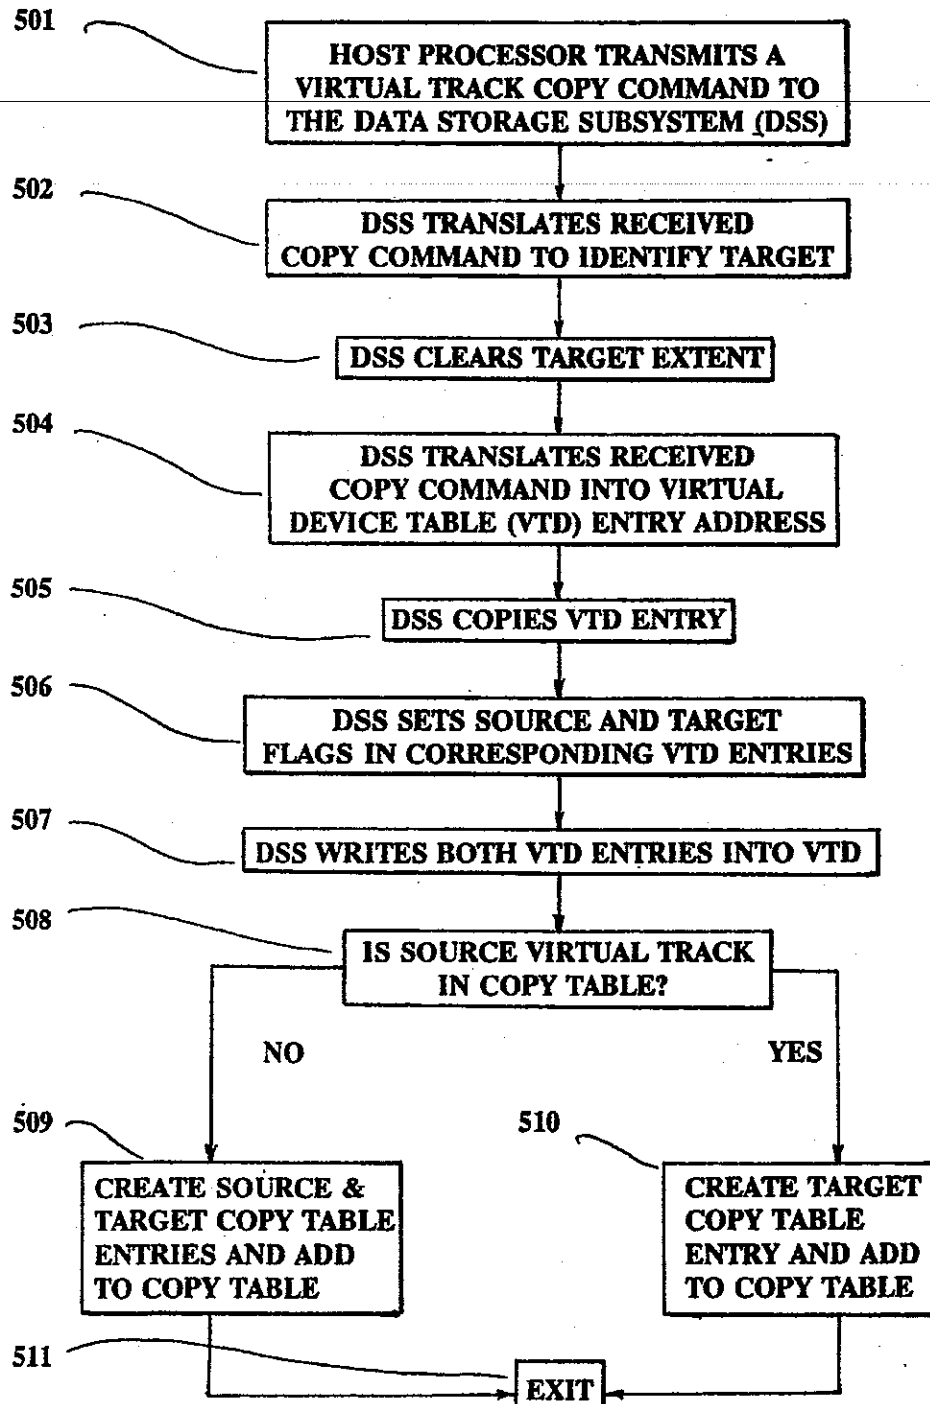 501
HOST PROCESSOR TRANSMITS A
VIRTUAL TRACK COPY COMMAND TO
THE DATA STORAGE SUBSYSTEM (DSS)
502
DSS TRANSLATES RECEIVED
COPY COMMAND TO IDENTIFY TARGET
503
DSS CLEARS TARGET EXTENT
504
DSS TRANSLATES RECEIVED
COPY COMMAND INTO VIRTUAL
DEVICE TABLE (VTD) ENTRY ADDRESS
505
DSS COPIES VTD ENTRY
506
DSS SETS SOURCE AND TARGET
FLAGS IN CORRESPONDING VTD ENTRIES
507
DSS WRITES BOTH VTD ENTRIES INTO VTD
508
IS SOURCE VIRTUAL TRACK
IN COPY TABLE?
NO
YES
509
CREATE SOURCE &
TARGET COPY TABLE
ENTRIES AND ADD
TO COPY TABLE
510
CREATE TARGET
COPY TABLE
ENTRY AND ADD
TO COPY TABLE
511
EXIT